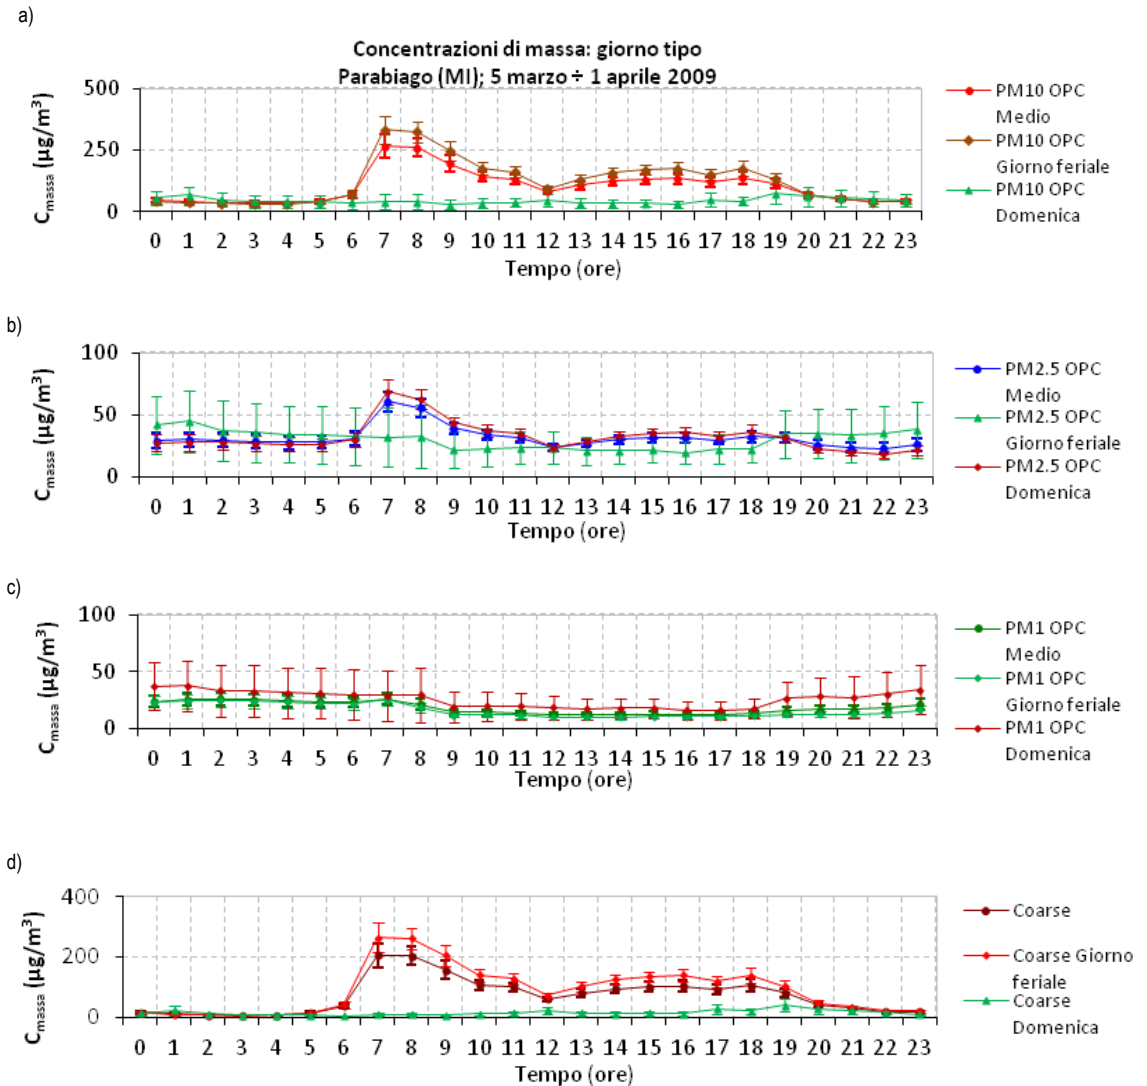 a)
Concentrazioni di massa: giorno tipo
Parabiago (MI); 5 marzo ÷ 1 aprile 2009
Cmassa (µg/m³)
500
250
0
0 1 2 3 4 5 6 7 8 9 10 11 12 13 14 15 16 17 18 19 20 21 22 23
Tempo (ore)
PM10 OPC
Medio
PM10 OPC
Giorno feriale
PM10 OPC
Domenica
b)
Cmassa (µg/m³)
100
50
0
0 1 2 3 4 5 6 7 8 9 10 11 12 13 14 15 16 17 18 19 20 21 22 23
Tempo (ore)
PM2.5 OPC
Medio
PM2.5 OPC
Giorno feriale
PM2.5 OPC
Domenica
c)
Cmassa (µg/m³)
100
50
0
0 1 2 3 4 5 6 7 8 9 10 11 12 13 14 15 16 17 18 19 20 21 22 23
Tempo (ore)
PM1 OPC
Medio
PM1 OPC
Giorno feriale
PM1 OPC
Domenica
d)
Cmassa (µg/m³)
400
200
0
0 1 2 3 4 5 6 7 8 9 10 11 12 13 14 15 16 17 18 19 20 21 22 23
Tempo (ore)
Coarse
Coarse Giorno
feriale
Coarse
Domenica